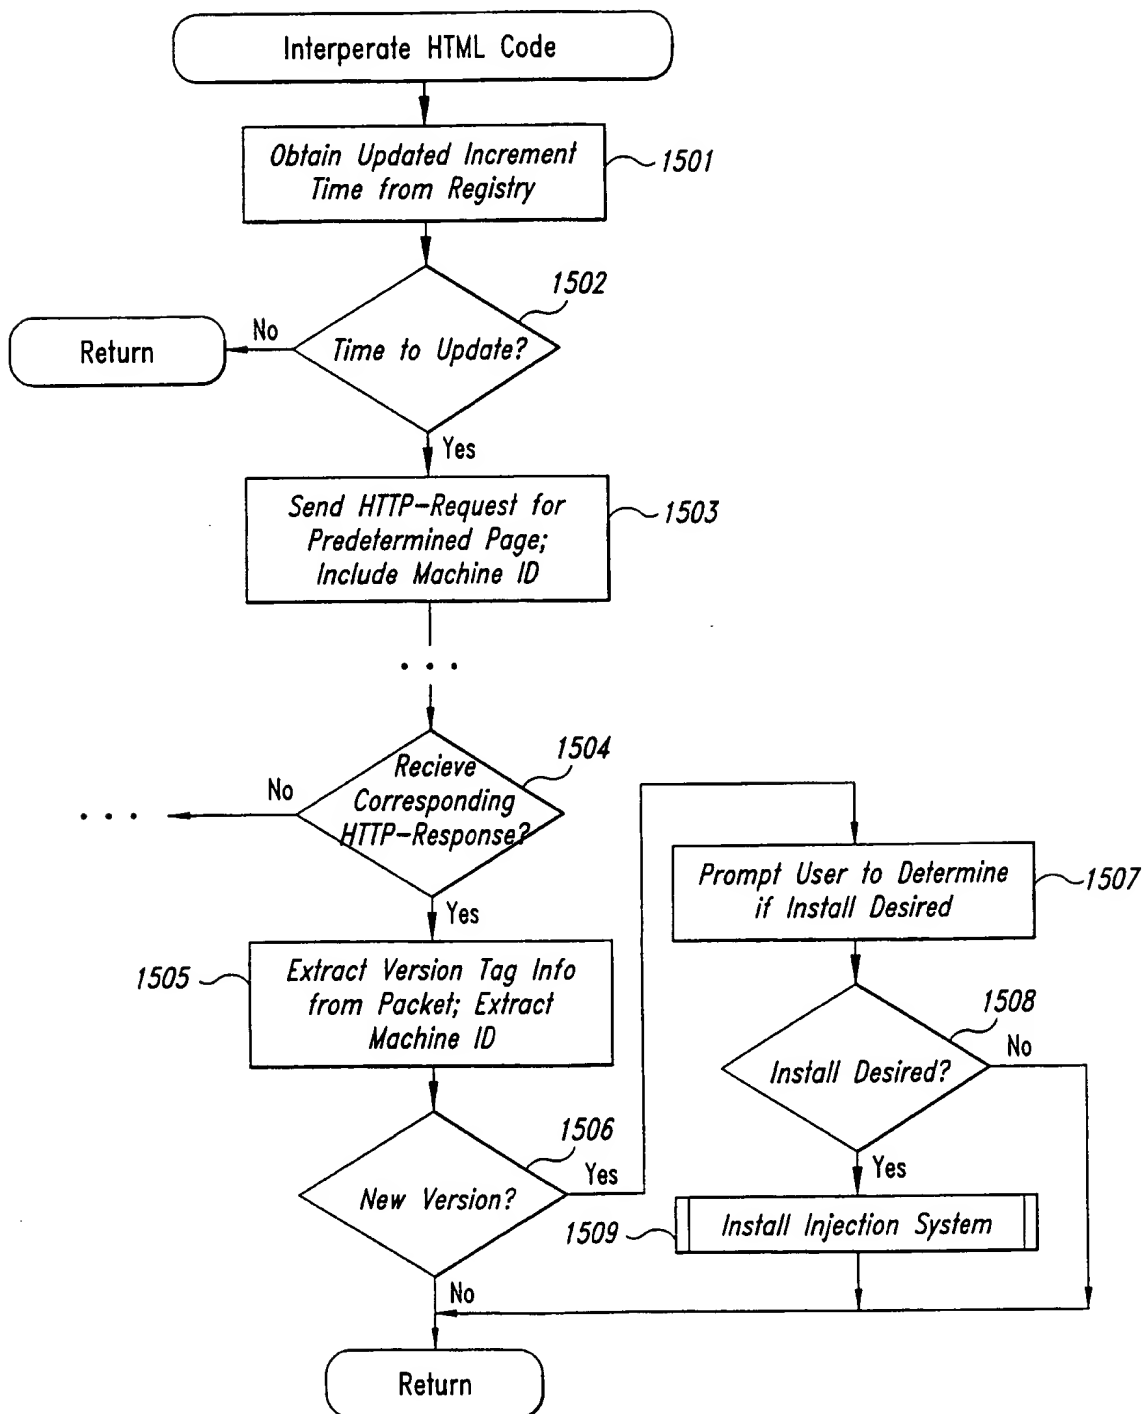 Interperate HTML Code
Obtain Updated Increment
Time from Registry
1501
1502
Time to Update?
No
Return
Yes
Send HTTP-Request for
Predetermined Page;
Include Machine ID
1503
. . .
1504
Recieve
Corresponding
HTTP-Response?
No
. . .
Yes
1505
Extract Version Tag Info
from Packet; Extract
Machine ID
1506
New Version?
Yes
No
Prompt User to Determine
if Install Desired
1507
1508
Install Desired?
No
Yes
1509
Install Injection System
Return